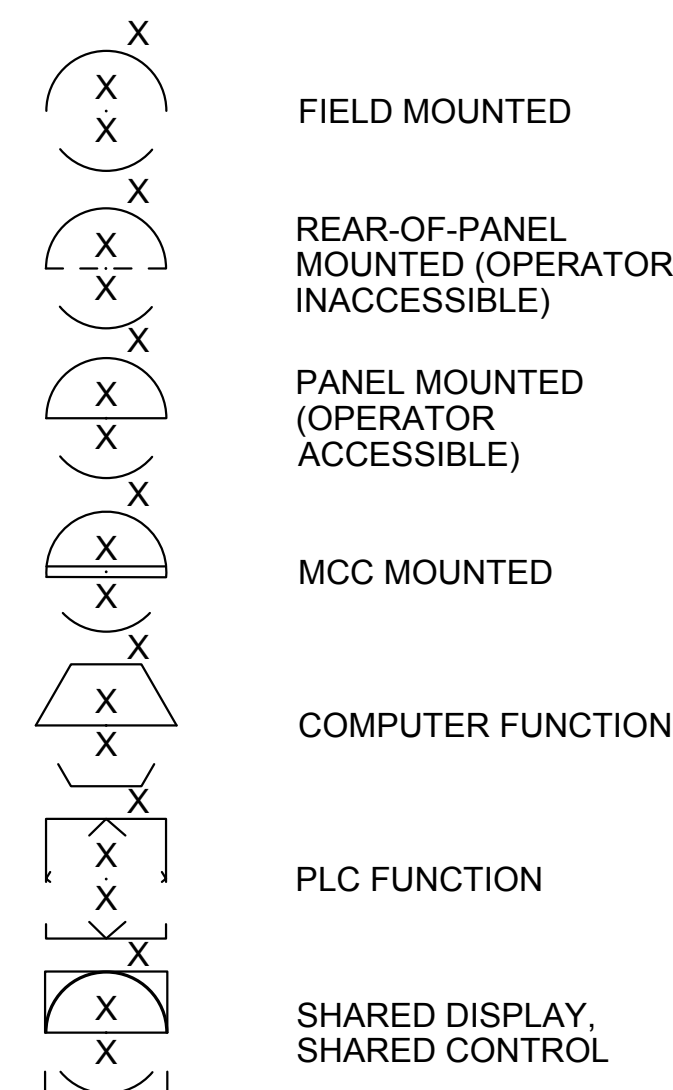 X
X
X
FIELD MOUNTED
X
X
X
REAR-OF-PANEL
MOUNTED (OPERATOR
INACCESSIBLE)
X
X
X
PANEL MOUNTED
(OPERATOR
ACCESSIBLE)
X
X
X
MCC MOUNTED
X
X
X
COMPUTER FUNCTION
X
X
X
PLC FUNCTION
X
X
X
SHARED DISPLAY,
SHARED CONTROL